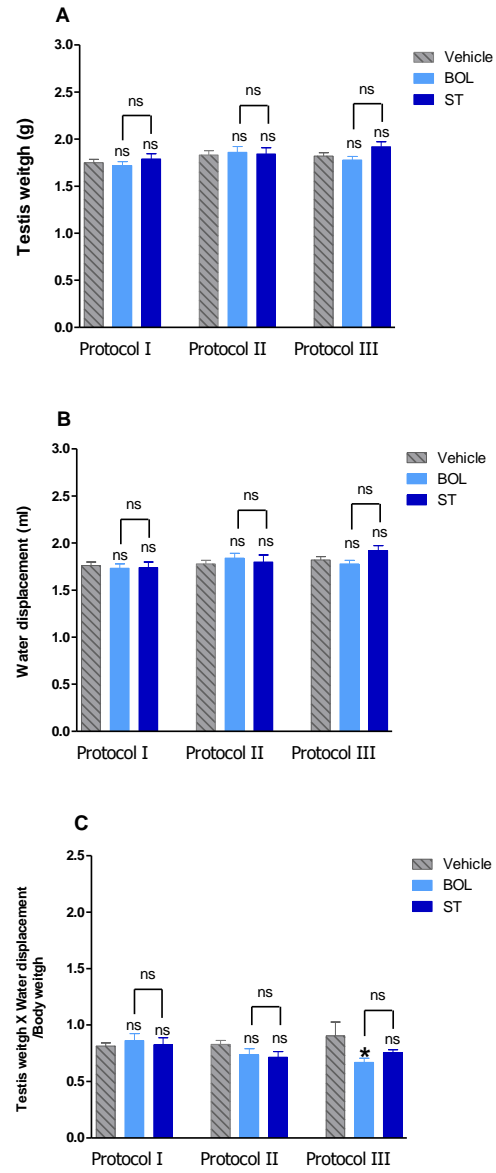 A
3.0
2.5
2.0
1.5
1.0
0.5
0.0
Testis weitgh (g)
ns
ns
ns
ns
ns
ns
ns
ns
ns
Protocol I
Protocol II
Protocol III
Vehicle
BOL
ST
B
3.0
2.5
2.0
1.5
1.0
0.5
0.0
Water displacement (ml)
ns
ns
ns
ns
ns
ns
ns
ns
ns
Protocol I
Protocol II
Protocol III
Vehicle
BOL
ST
C
2.5
2.0
1.5
1.0
0.5
0.0
Testis weitgh X Water displacement
/Body weitgh
ns
ns
ns
ns
ns
ns
ns
*
ns
Protocol I
Protocol II
Protocol III
Vehicle
BOL
ST